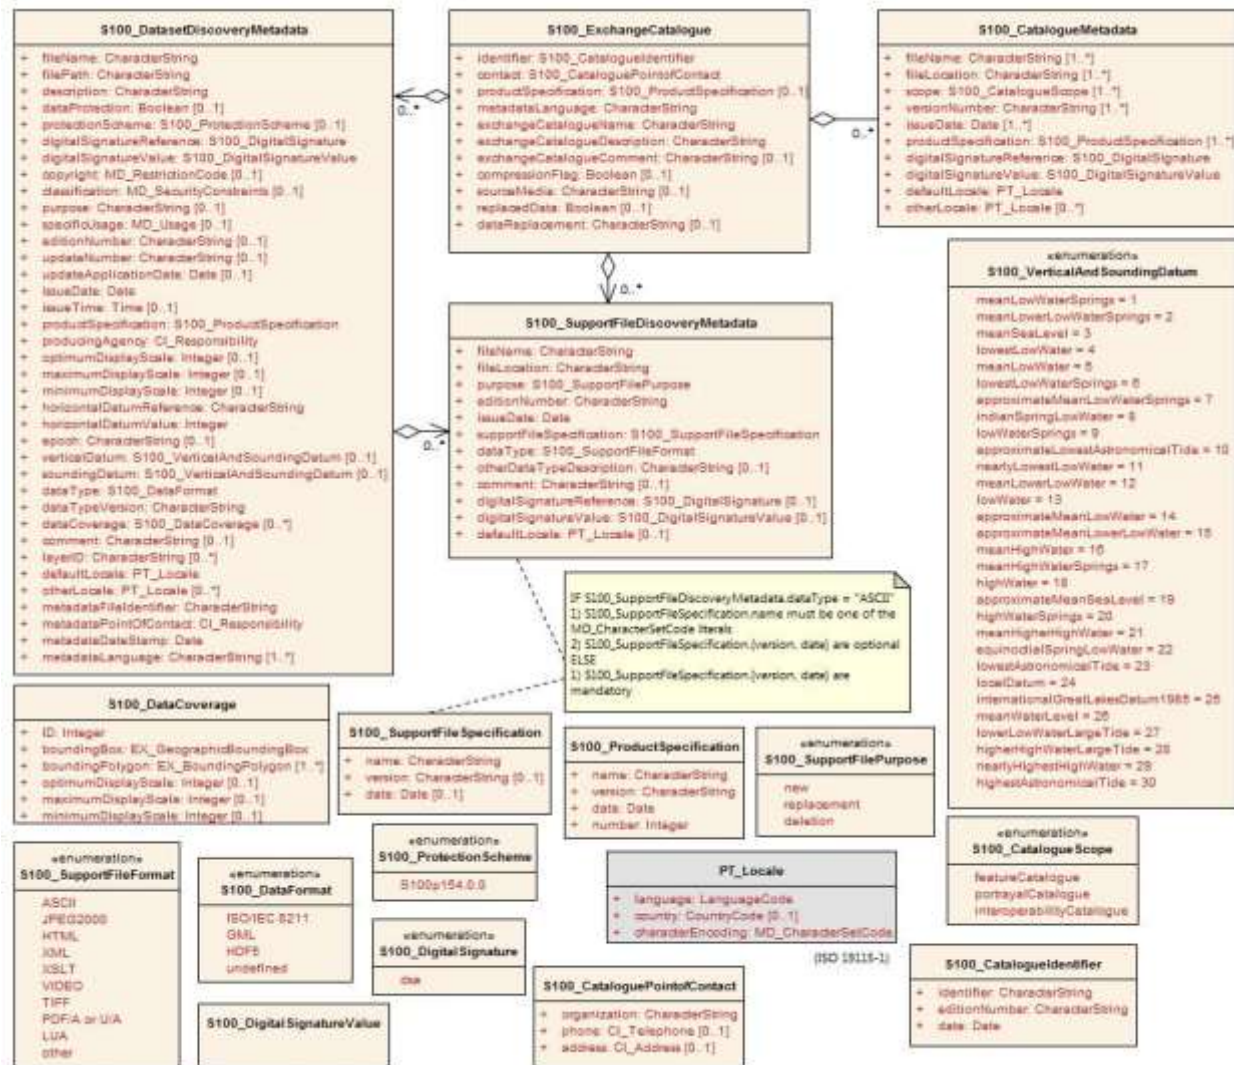 S100_DatasetDiscoveryMetadata
+ fileName: CharacterString
+ filePath: CharacterString
+ description: CharacterString
+ dataProtection: Boolean [0..1]
+ protectionScheme: S100_ProtectionScheme [0..1]
+ digitalSignatureReference: S100_DigitalSignature
+ digitalSignatureValue: S100_DigitalSignatureValue
+ copyright: MD_RestrictionCode [0..1]
+ classification: MD_SecurityConstraints [0..1]
+ purpose: CharacterString [0..1]
+ specificUsage: MD_Usage [0..1]
+ editionNumber: CharacterString [0..1]
+ updateNumber: CharacterString [0..1]
+ updateApplicationDate: Date [0..1]
+ issueDate: Date
+ issueTime: Time [0..1]
+ productSpecification: S100_ProductSpecification
+ producingAgency: CI_Responsibility
+ optimumDisplayScale: Integer [0..1]
+ maximumDisplayScale: Integer [0..1]
+ minimumDisplayScale: Integer [0..1]
+ horizontalDatumReference: CharacterString
+ horizontalDatumValue: Integer
+ epoch: CharacterString [0..1]
+ verticalDatum: S100_VerticalAndSoundingDatum [0..1]
+ soundingDatum: S100_VerticalAndSoundingDatum [0..1]
+ dataType: S100_DataFormat
+ dataTypeVersion: CharacterString
+ dataCoverage: S100_DataCoverage [0..*]
+ comment: CharacterString [0..1]
+ layerID: CharacterString [0..*]
+ defaultLocale: PT_Locale
+ otherLocale: PT_Locale [0..*]
+ metadataFileIdentifier: CharacterString
+ metadataPointOfContact: CI_Responsibility
+ metadataDateStamp: Date
+ metadataLanguage: CharacterString [1..*]
0..*
S100_ExchangeCatalogue
+ identifier: S100_CatalogueIdentifier
+ contact: S100_CataloguePointofContact
+ productSpecification: S100_ProductSpecification [0..1]
+ metadataLanguage: CharacterString
+ exchangeCatalogueName: CharacterString
+ exchangeCatalogueDescription: CharacterString
+ exchangeCatalogueComment: CharacterString [0..1]
+ compressionFlag: Boolean [0..1]
+ sourceMedia: CharacterString [0..1]
+ replacedData: Boolean [0..1]
+ dataReplacement: CharacterString [0..1]
0..*
S100_CatalogueMetadata
+ fileName: CharacterString [1..*]
+ fileLocation: CharacterString [1..*]
+ scope: S100_CatalogueScope [1..*]
+ versionNumber: CharacterString [1..*]
+ issueDate: Date [1..*]
+ productSpecification: S100_ProductSpecification [1..*]
+ digitalSignatureReference: S100_DigitalSignature
+ digitalSignatureValue: S100_DigitalSignatureValue
+ defaultLocale: PT_Locale
+ otherLocale: PT_Locale [0..*]
0..*
S100_SupportFileDiscoveryMetadata
+ fileName: CharacterString
+ fileLocation: CharacterString
+ purpose: S100_SupportFilePurpose
+ editionNumber: CharacterString
+ issueDate: Date
+ supportFileSpecification: S100_SupportFileSpecification
+ dataType: S100_SupportFileFormat
+ otherDataTypeDescription: CharacterString [0..1]
+ comment: CharacterString [0..1]
+ digitalSignatureReference: S100_DigitalSignature [0..1]
+ digitalSignatureValue: S100_DigitalSignatureValue [0..1]
+ defaultLocale: PT_Locale [0..1]
0..*
«enumeration»
S100_VerticalAndSoundingDatum
meanLowWaterSprings = 1
meanLowerLowWaterSprings = 2
meanSeaLevel = 3
lowestLowWater = 4
meanLowWater = 5
lowestLowWaterSprings = 6
approximateMeanLowWaterSprings = 7
indianSpringLowWater = 8
lowWaterSprings = 9
approximateLowestAstronomicalTide = 10
nearlyLowestLowWater = 11
meanLowerLowWater = 12
lowWater = 13
approximateMeanLowWater = 14
approximateMeanLowerLowWater = 15
meanHighWater = 16
meanHighWaterSprings = 17
highWater = 18
approximateMeanSeaLevel = 19
highWaterSprings = 20
meanHigherHighWater = 21
equinoctialSpringLowWater = 22
lowestAstronomicalTide = 23
localDatum = 24
internationalGreatLakesDatum1985 = 25
meanWaterLevel = 26
lowerLowWaterLargeTide = 27
higherHighWaterLargeTide = 28
nearlyHighestHighWater = 29
highestAstronomicalTide = 30
IF S100_SupportFileDiscoveryMetadata.dataType = "ASCII"
1) S100_SupportFileSpecification.name must be one of the
MD_CharacterSetCode literals
2) S100_SupportFileSpecification.(version, date) are optional
ELSE
1) S100_SupportFileSpecification.(version, date) are
mandatory
S100_DataCoverage
+ ID: Integer
+ boundingBox: EX_GeographicBoundingBox
+ boundingPolygon: EX_BoundingPolygon [1..*]
+ optimumDisplayScale: Integer [0..1]
+ maximumDisplayScale: Integer [0..1]
+ minimumDisplayScale: Integer [0..1]
S100_SupportFileSpecification
+ name: CharacterString
+ version: CharacterString [0..1]
+ date: Date [0..1]
S100_ProductSpecification
+ name: CharacterString
+ version: CharacterString
+ date: Date
+ number: Integer
«enumeration»
S100_SupportFilePurpose
new
replacement
deletion
«enumeration»
S100_SupportFileFormat
ASCII
JPEG2000
HTML
XML
XSLT
VIDEO
TIFF
PDF/A or U/A
LUA
other
«enumeration»
S100_DataFormat
ISO/IEC 8211
GML
HDF5
undefined
«enumeration»
S100_ProtectionScheme
S100p154.0.0
«enumeration»
S100_DigitalSignature
dsa
PT_Locale
+ language: LanguageCode
+ country: CountryCode [0..1]
+ characterEncoding: MD_CharacterSetCode
(ISO 19115-1)
«enumeration»
S100_CatalogueScope
featureCatalogue
portrayalCatalogue
interoperabilityCatalogue
S100_DigitalSignatureValue
S100_CataloguePointofContact
+ organization: CharacterString
+ phone: CI_Telephone [0..1]
+ address: CI_Address [0..1]
S100_CatalogueIdentifier
+ identifier: CharacterString
+ editionNumber: CharacterString
+ date: Date